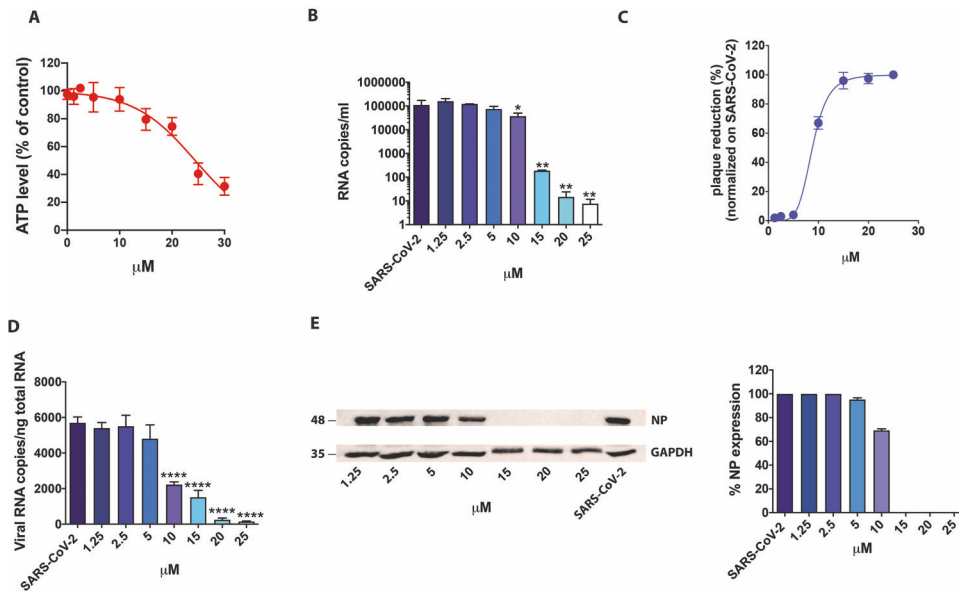 A
ATP level (% of control)
120
100
80
60
40
20
0
0 10 20 30
μM
B
RNA copies/ml
1000000
100000
10000
1000
100
10
1
* ** ** **
SARS-CoV-2 1.25 2.5 5 10 15 20 25
μM
C
plaque reduction (%)
(normalized on SARS-CoV-2)
120
100
80
60
40
20
0
0 5 10 15 20 25 30
μM
D
Viral RNA copies/ng total RNA
8000
6000
4000
2000
0
**** **** **** ****
SARS-CoV-2 1.25 2.5 5 10 15 20 25
μM
E
48 NP
35 GAPDH
1.25 2.5 5 10 15 20 25 SARS-CoV-2
μM
% NP expression
120
100
80
60
40
20
0
SARS-CoV-2 1.25 2.5 5 10 15 20 25
μM